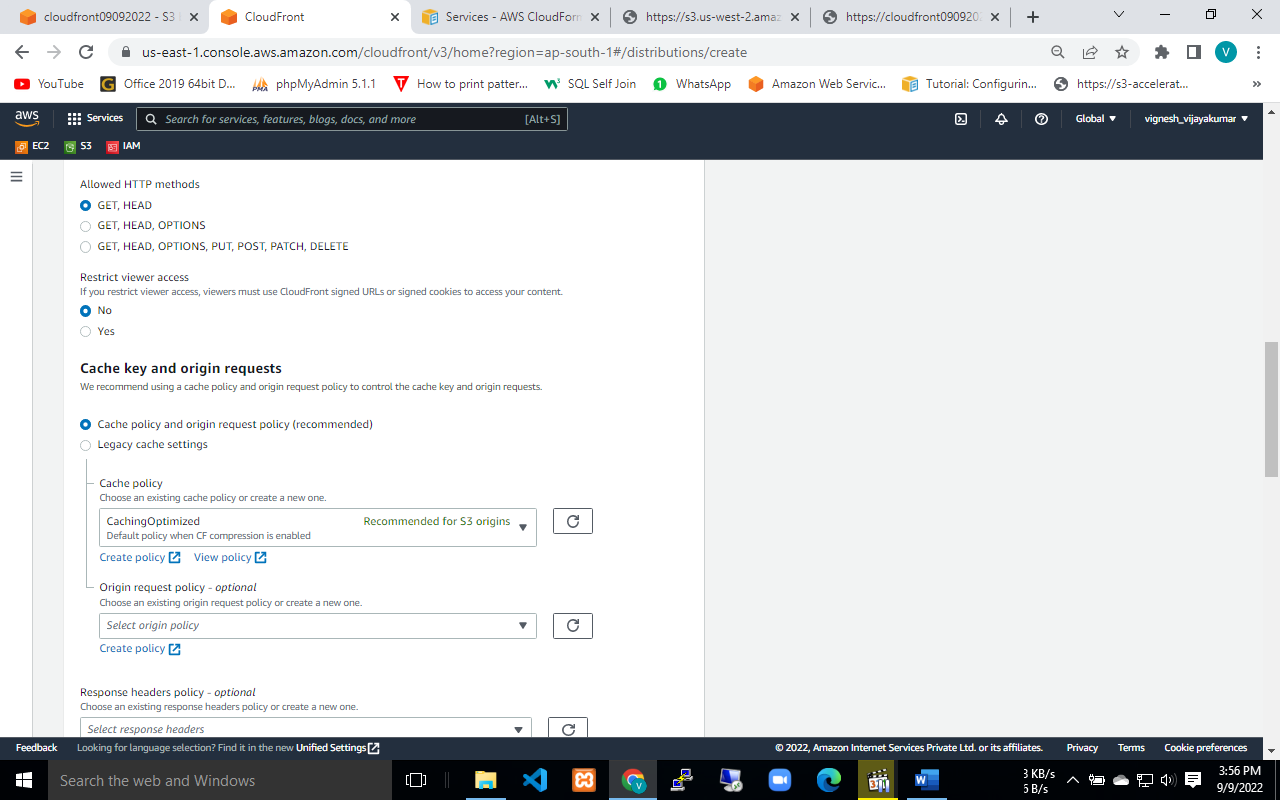 cloudfront09092022 - S3
CloudFront
Services - AWS CloudForm
https://s3.us-west-2.amaz
https://cloudfront090920
us-east-1.console.aws.amazon.com/cloudfront/v3/home?region=ap-south-1#/distributions/create
V
YouTube
Office 2019 64bit D...
phpMyAdmin 5.1.1
How to print patter...
SQL Self Join
WhatsApp
Amazon Web Servic...
Tutorial: Configurin...
https://s3-accelerat...
»
aws
Services
Search for services, features, blogs, docs, and more
[Alt+S]
Global
vignesh_vijayakumar
EC2
S3
IAM
Allowed HTTP methods
GET, HEAD
GET, HEAD, OPTIONS
GET, HEAD, OPTIONS, PUT, POST, PATCH, DELETE
Restrict viewer access
If you restrict viewer access, viewers must use CloudFront signed URLs or signed cookies to access your content.
No
Yes
Cache key and origin requests
We recommend using a cache policy and origin request policy to control the cache key and origin requests.
Cache policy and origin request policy (recommended)
Legacy cache settings
Cache policy
Choose an existing cache policy or create a new one.
CachingOptimized Recommended for S3 origins
Default policy when CF compression is enabled
Create policy View policy
Origin request policy - optional
Choose an existing origin request policy or create a new one.
Select origin policy
Create policy
Response headers policy - optional
Choose an existing response headers policy or create a new one.
Select response headers
Feedback Looking for language selection? Find it in the new Unified Settings
© 2022, Amazon Internet Services Private Ltd. or its affiliates. Privacy Terms Cookie preferences
Search the web and Windows
3 KB/s
B/s
3:56 PM
9/9/2022